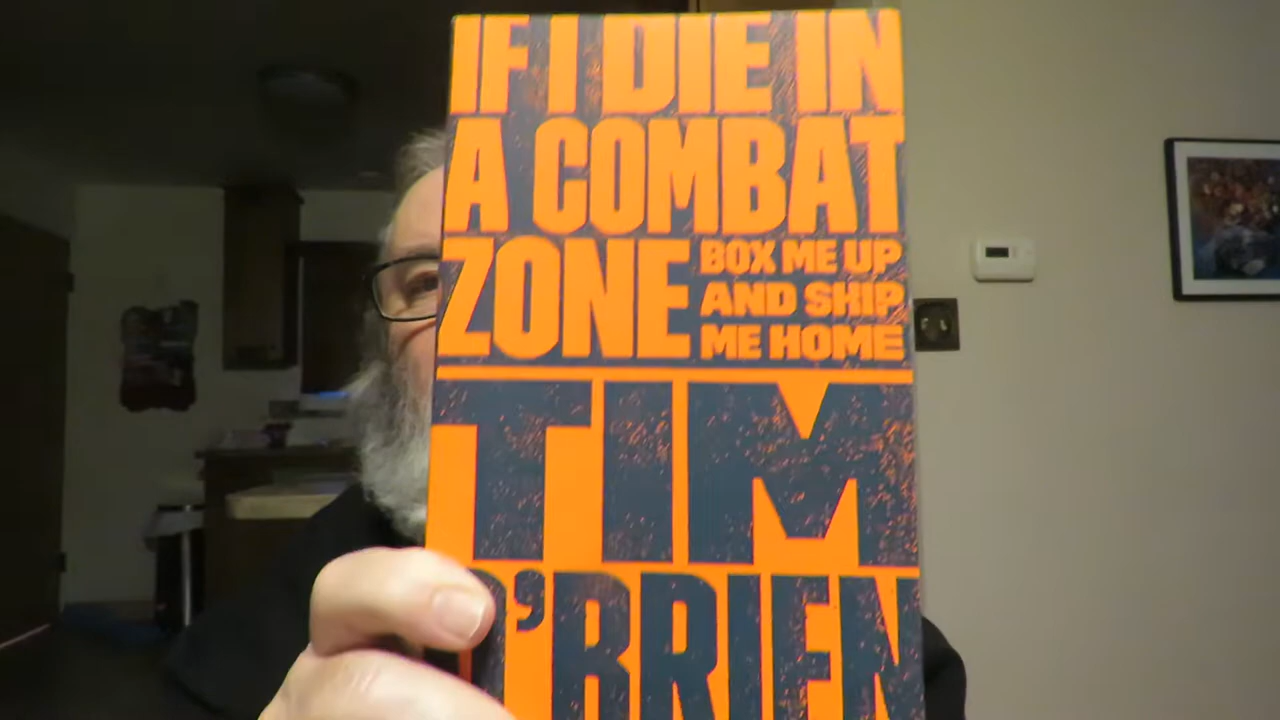 IF I DIE IN
A COMBAT
ZONE
BOX ME UP
AND SHIP
ME HOME
TIM
O'BRIEN